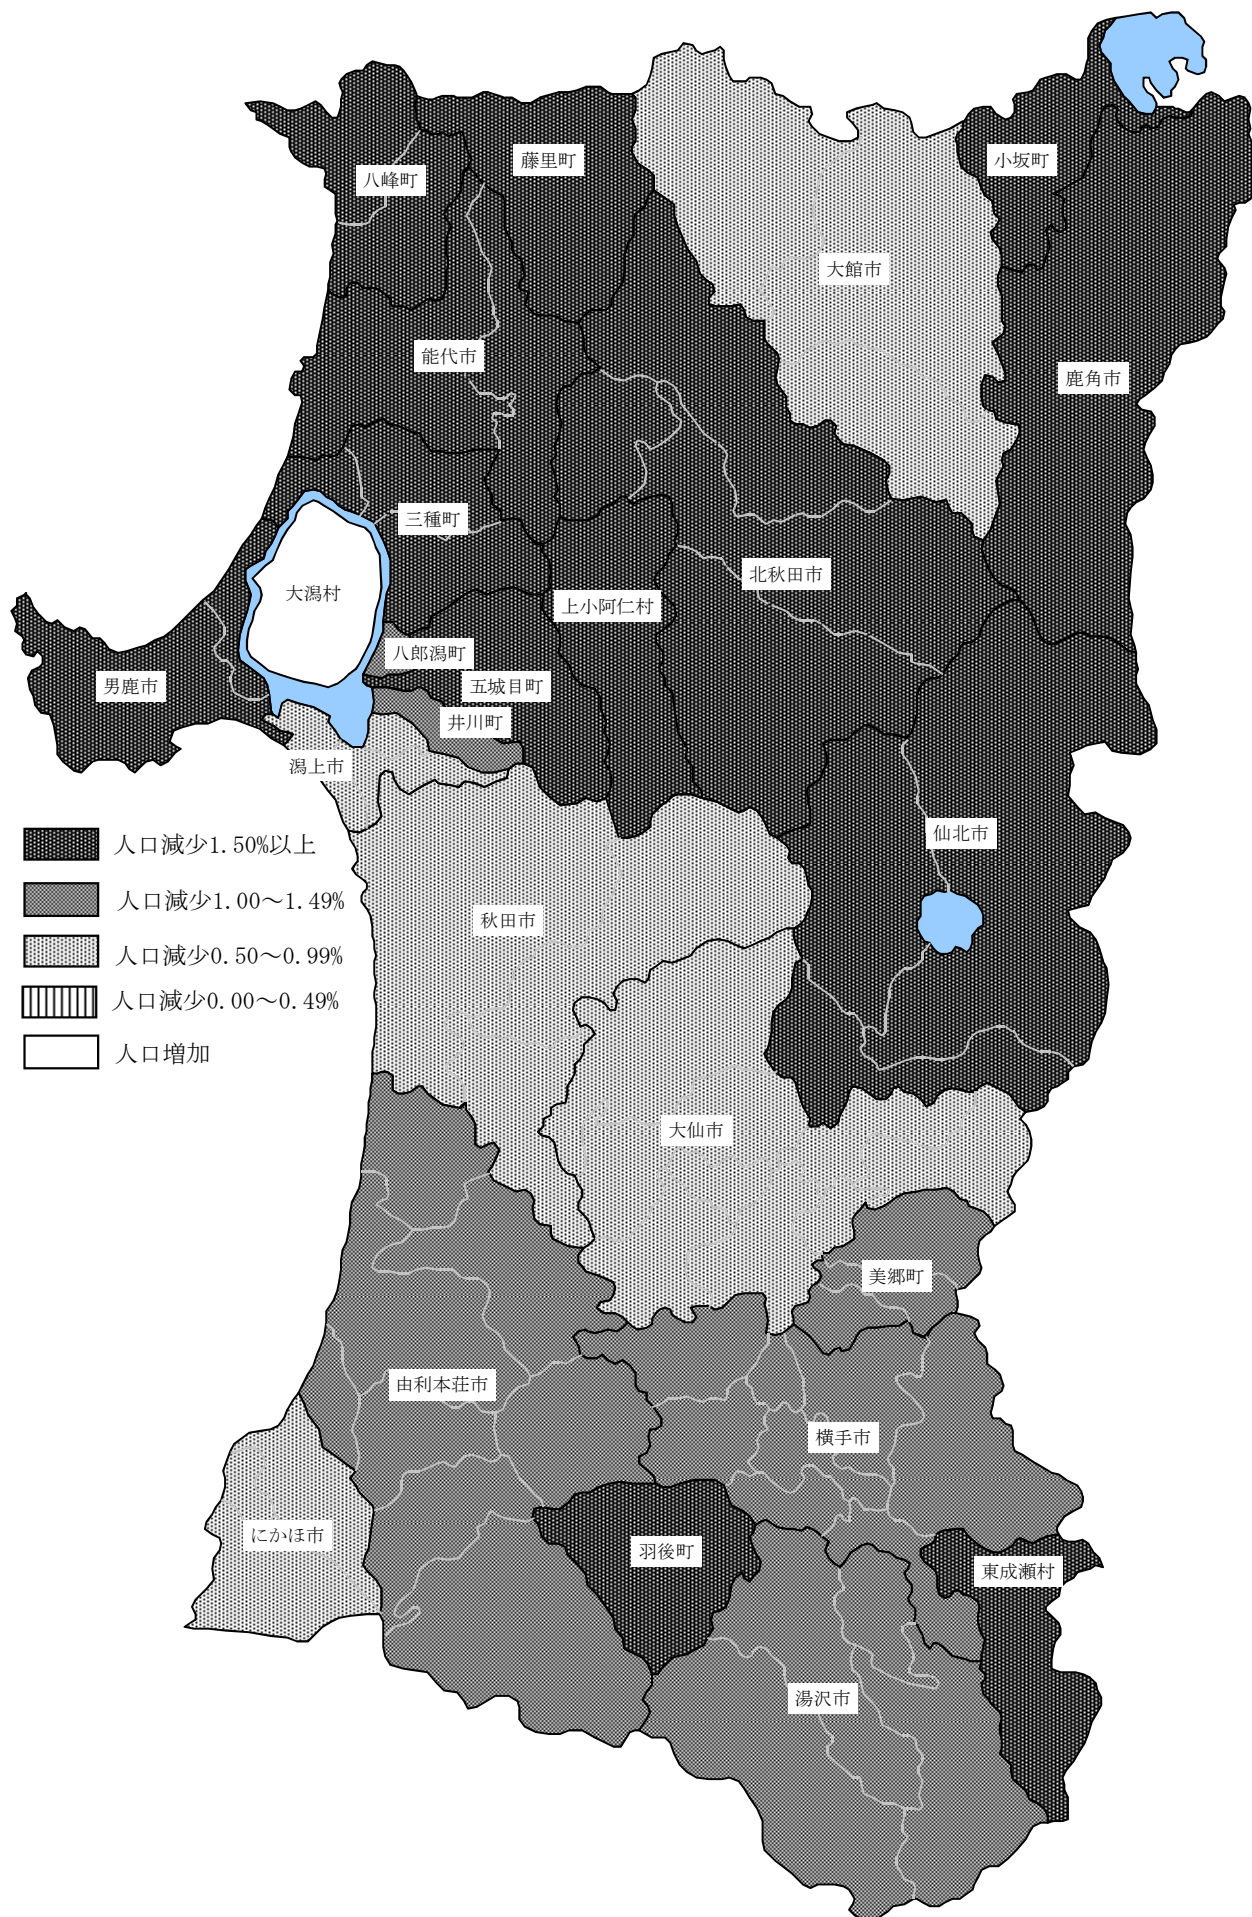 藤里町
小坂町
八峰町
大館市
能代市
鹿角市
三種町
北秋田市
大潟村
上小阿仁村
八郎潟町
男鹿市
五城目町
井川町
潟上市
仙北市
人口減少1.50%以上
人口減少1.00～1.49%
人口減少0.50～0.99%
人口減少0.00～0.49%
人口増加
秋田市
大仙市
美郷町
由利本荘市
横手市
にかほ市
羽後町
東成瀬村
湯沢市